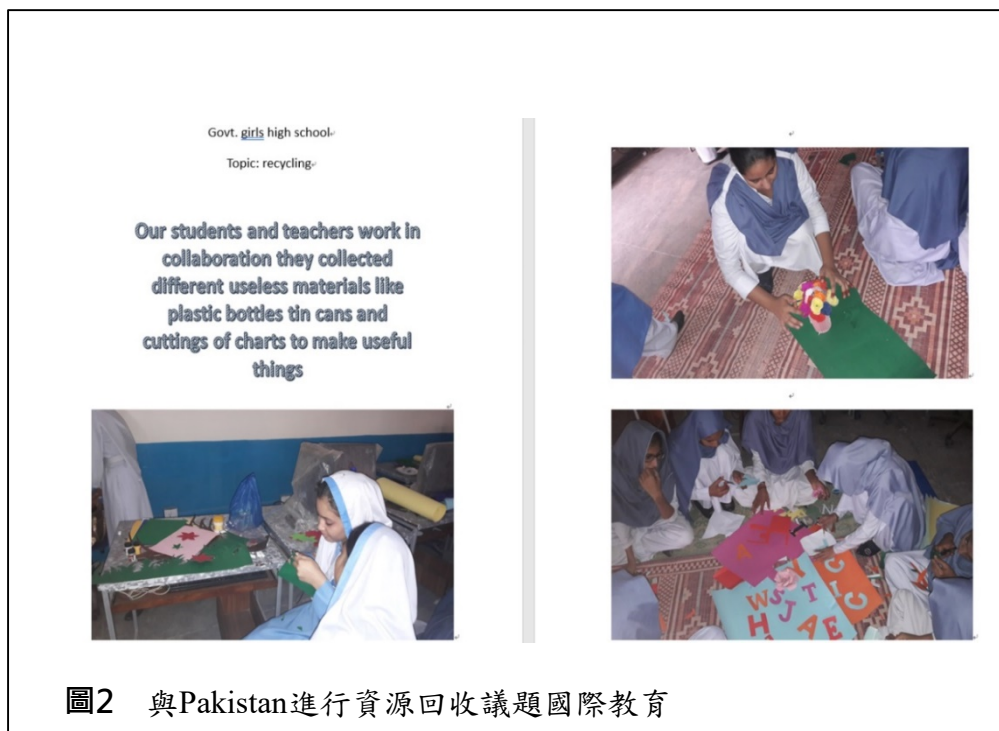 Govt. girls high school
Topic: recycling
Our students and teachers work in
collaboration they collected
different useless materials like
plastic bottles tin cans and
cuttings of charts to make useful
things
圖2 與Pakistan進行資源回收議題國際教育